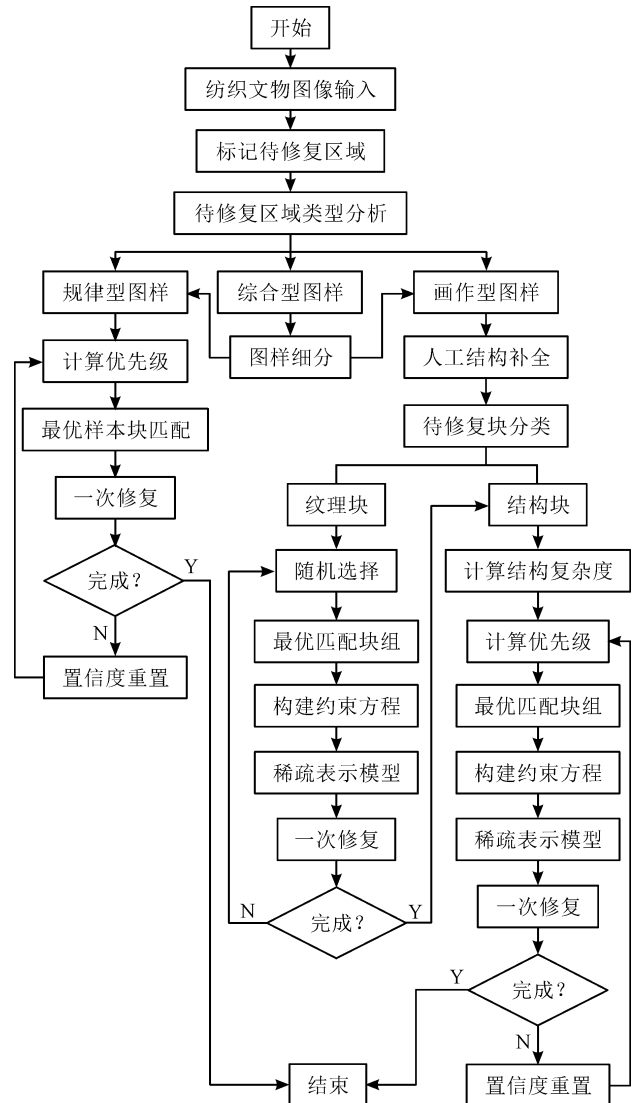 开始
纺织文物图像输入
标记待修复区域
待修复区域类型分析
规律型图样
综合型图样
画作型图样
计算优先级
图样细分
人工结构补全
最优样本块匹配
待修复块分类
一次修复
纹理块
结构块
完成?
Y
N
置信度重置
随机选择
计算结构复杂度
最优匹配块组
计算优先级
构建约束方程
最优匹配块组
稀疏表示模型
构建约束方程
一次修复
稀疏表示模型
N
完成?
Y
一次修复
Y
完成?
N
结束
置信度重置